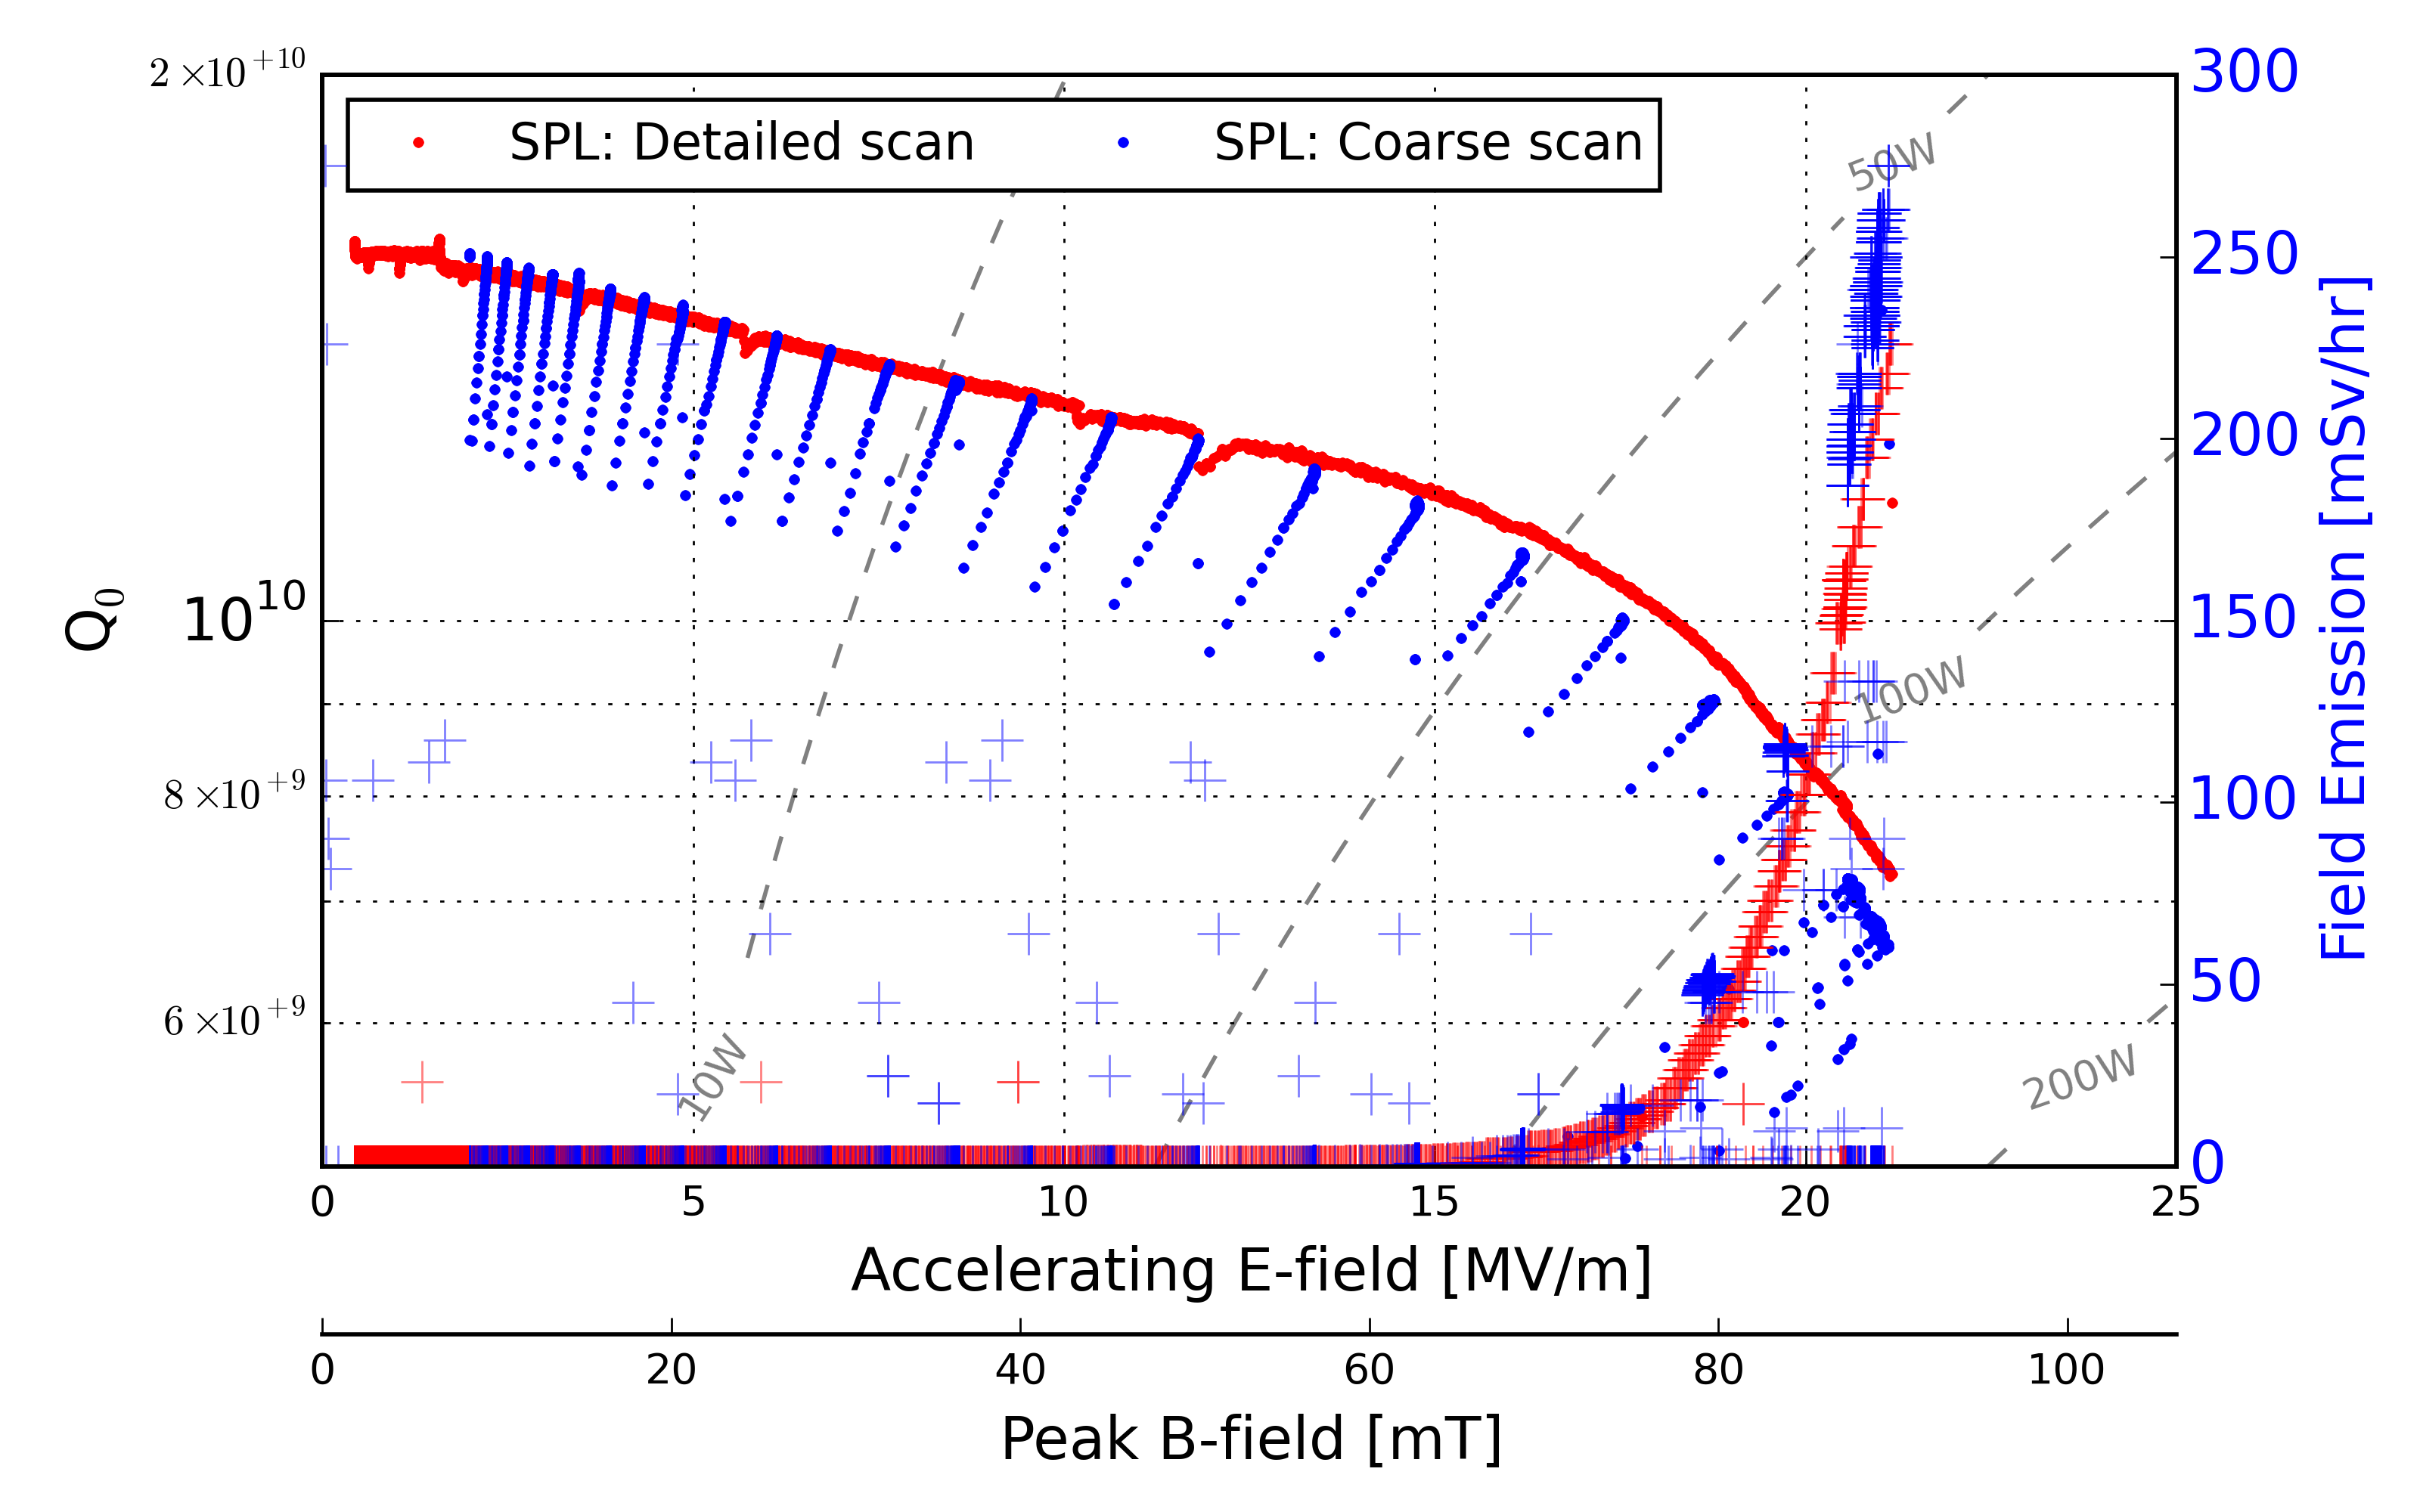 2×10⁺¹⁰
300
SPL: Detailed scan
SPL: Coarse scan
50W
250
200
Q₀
10¹⁰
150
Field Emission [mSv/hr]
100W
8×10⁺⁹
100
50
6×10⁺⁹
10W
200W
0
0 5 10 15 20 25
Accelerating E-field [MV/m]
0 20 40 60 80 100
Peak B-field [mT]